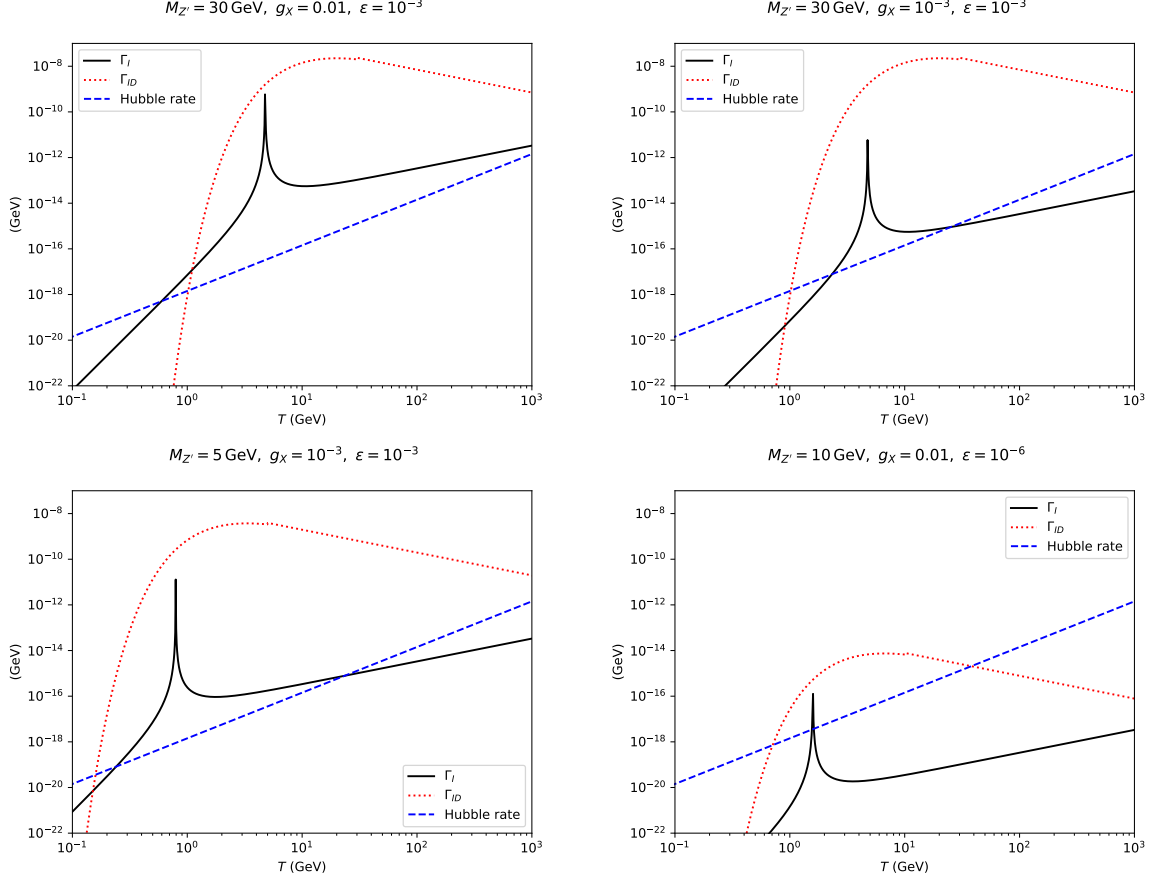 M_{Z'} = 30 GeV, g_X = 0.01, ε = 10^{-3}
Γ_I
Γ_{ID}
Hubble rate
10^{-8}
10^{-10}
10^{-12}
10^{-14}
10^{-16}
10^{-18}
10^{-20}
10^{-22}
(GeV)
10^{-1} 10^0 10^1 10^2 10^3
T (GeV)
M_{Z'} = 30 GeV, g_X = 10^{-3}, ε = 10^{-3}
Γ_I
Γ_{ID}
Hubble rate
10^{-8}
10^{-10}
10^{-12}
10^{-14}
10^{-16}
10^{-18}
10^{-20}
10^{-22}
(GeV)
10^{-1} 10^0 10^1 10^2 10^3
T (GeV)
M_{Z'} = 5 GeV, g_X = 10^{-3}, ε = 10^{-3}
10^{-8}
10^{-10}
10^{-12}
10^{-14}
10^{-16}
10^{-18}
10^{-20}
10^{-22}
(GeV)
Γ_I
Γ_{ID}
Hubble rate
10^{-1} 10^0 10^1 10^2 10^3
T (GeV)
M_{Z'} = 10 GeV, g_X = 0.01, ε = 10^{-6}
Γ_I
Γ_{ID}
Hubble rate
10^{-8}
10^{-10}
10^{-12}
10^{-14}
10^{-16}
10^{-18}
10^{-20}
10^{-22}
(GeV)
10^{-1} 10^0 10^1 10^2 10^3
T (GeV)